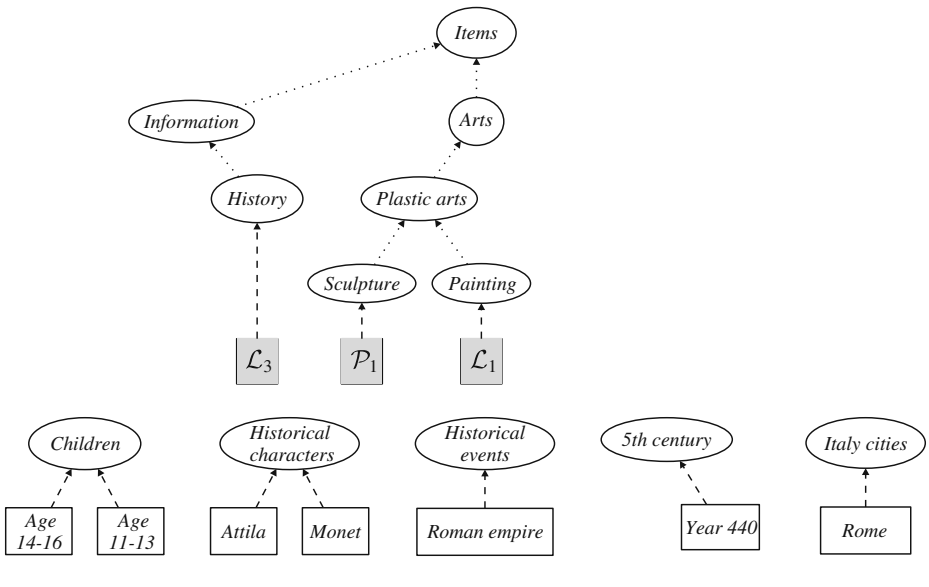 Items
Information
Arts
History
Plastic arts
Sculpture
Painting
ℒ₃
𝒫₁
ℒ₁
Children
Historical
characters
Historical
events
5th century
Italy cities
Age
14-16
Age
11-13
Attila
Monet
Roman empire
Year 440
Rome